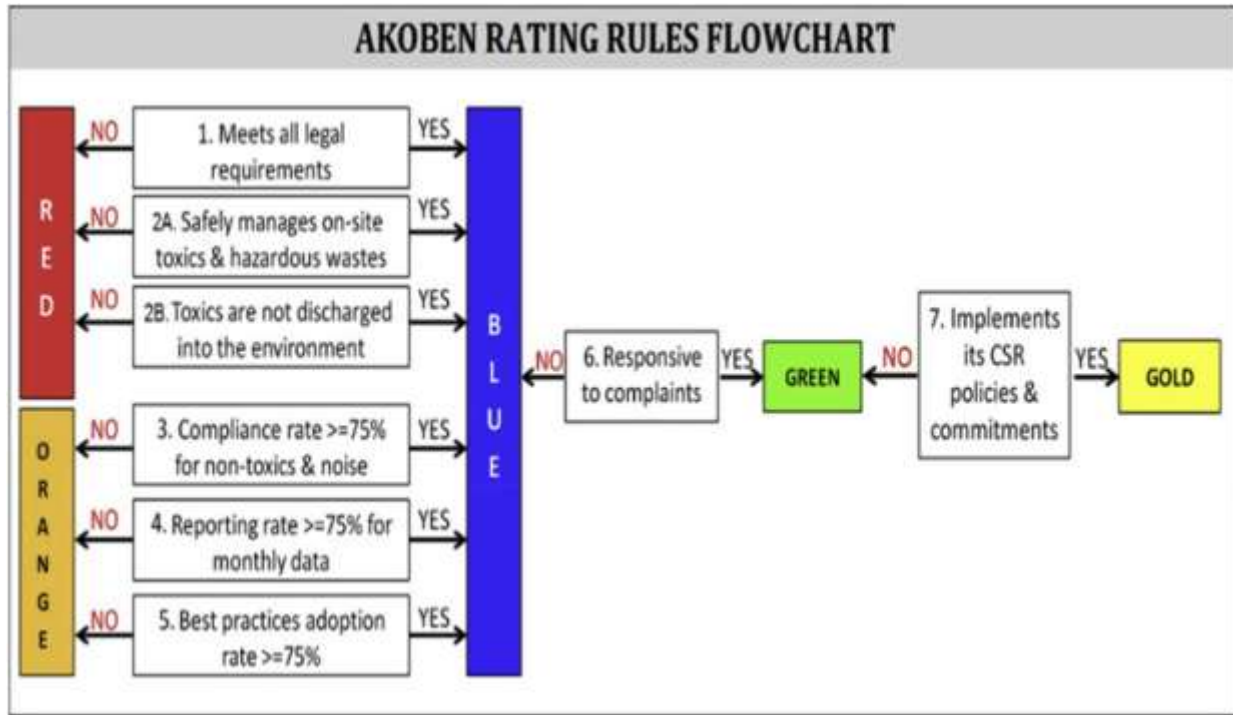 AKOBEN RATING RULES FLOWCHART
RED
NO
1. Meets all legal
requirements
YES
NO
2A. Safely manages on-site
toxics & hazardous wastes
YES
NO
2B. Toxics are not discharged
into the environment
YES
ORANGE
NO
3. Compliance rate >=75%
for non-toxics & noise
YES
NO
4. Reporting rate >=75% for
monthly data
YES
NO
5. Best practices adoption
rate >=75%
YES
BLUE
NO
6. Responsive
to complaints
YES
GREEN
NO
7. Implements
its CSR
policies &
commitments
YES
GOLD